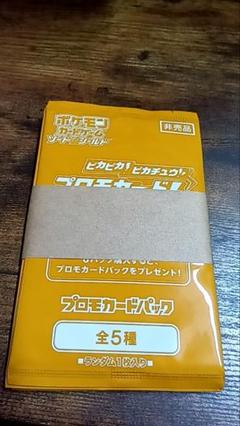 ポケモン
カードゲーム
ソード&シールド
非売品
ピカピカ! ピカチュウ!
プロモカード!
プロモカードパックをプレゼント!
プロモカードパック
全5種
■ランダム1枚入り■